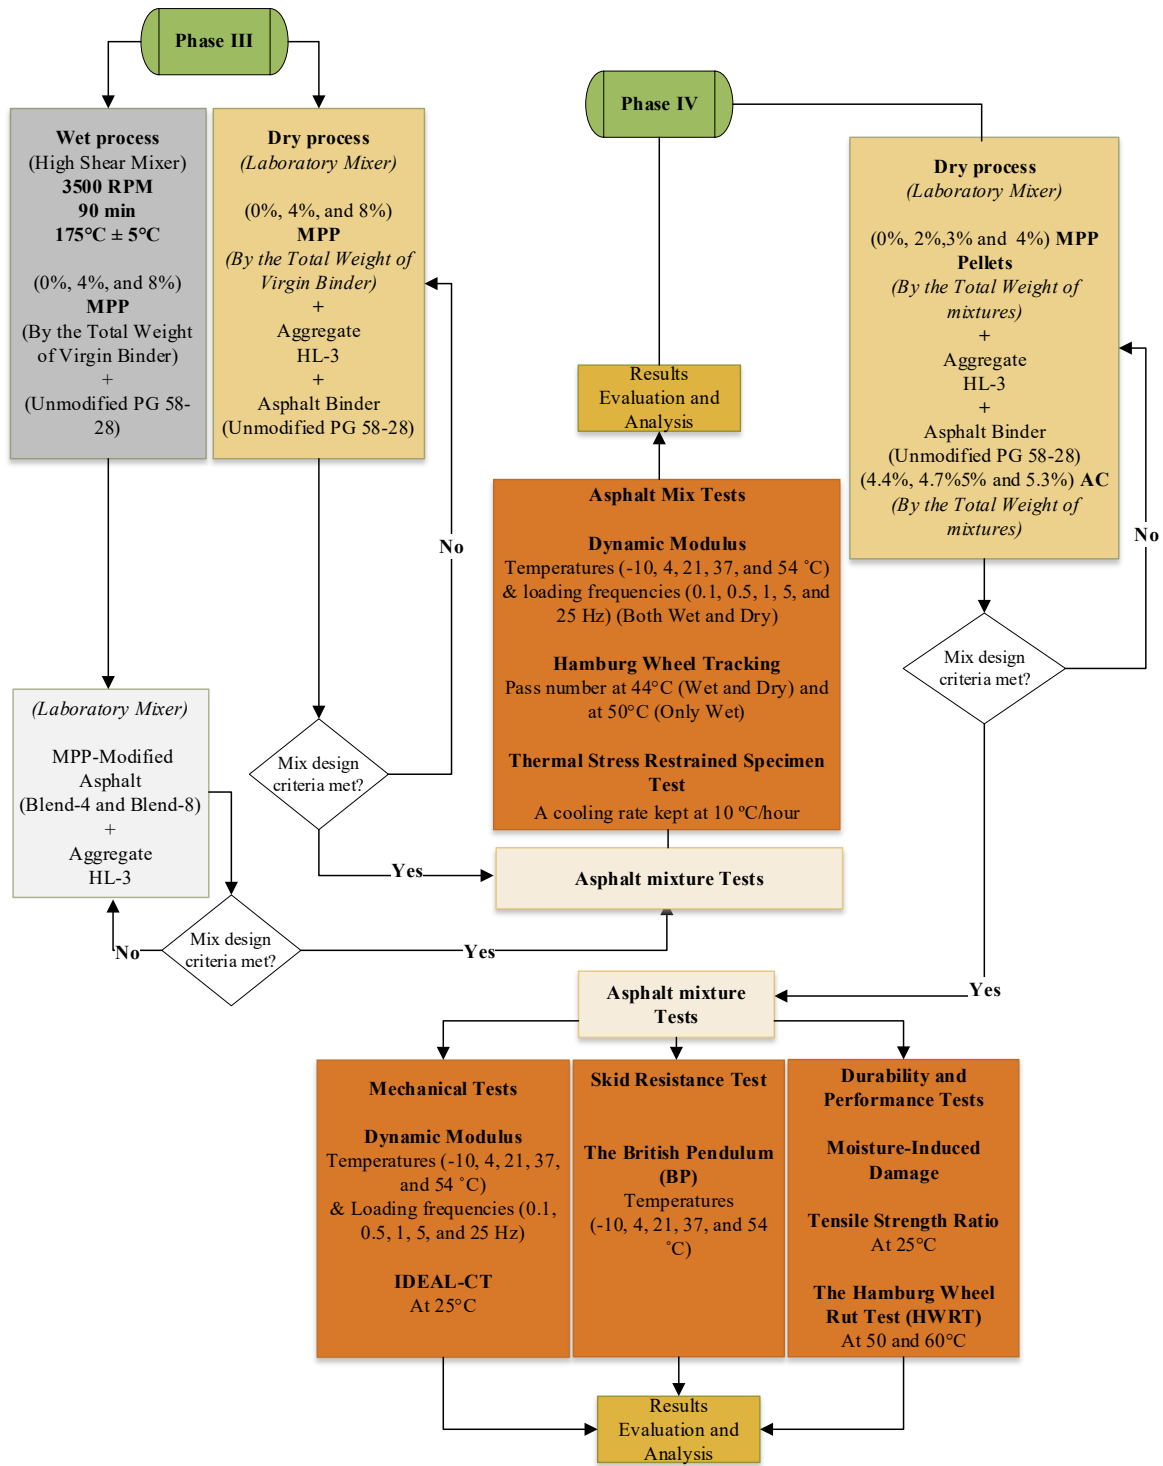 Phase III
Wet process
(High Shear Mixer)
3500 RPM
90 min
175°C ± 5°C
(0%, 4%, and 8%)
MPP
(By the Total Weight
of Virgin Binder)
+
(Unmodified PG 58-
28)
Dry process
(Laboratory Mixer)
(0%, 4%, and 8%)
MPP
(By the Total Weight of
Virgin Binder)
+
Aggregate
HL-3
+
Asphalt Binder
(Unmodified PG 58-28)
No
Mix design
criteria met?
Yes
(Laboratory Mixer)
MPP-Modified
Asphalt
(Blend-4 and Blend-8)
+
Aggregate
HL-3
Mix design
criteria met?
No
Yes
Asphalt mixture Tests
Asphalt Mix Tests
Dynamic Modulus
Temperatures (-10, 4, 21, 37, and 54 ˚C)
& loading frequencies (0.1, 0.5, 1, 5, and
25 Hz) (Both Wet and Dry)
Hamburg Wheel Tracking
Pass number at 44°C (Wet and Dry) and
at 50°C (Only Wet)
Thermal Stress Restrained Specimen
Test
A cooling rate kept at 10 ºC/hour
Results
Evaluation and
Analysis
Phase IV
Dry process
(Laboratory Mixer)
(0%, 2%,3% and  4%) MPP
Pellets
(By the Total Weight of
mixtures)
+
Aggregate
HL-3
+
Asphalt Binder
(Unmodified PG 58-28)
(4.4%, 4.7%5% and 5.3%) AC
(By the Total Weight of
mixtures)
No
Mix design
criteria met?
Yes
Asphalt mixture
Tests
Mechanical Tests
Dynamic Modulus
Temperatures (-10, 4, 21, 37,
and 54 ˚C)
& Loading frequencies (0.1,
0.5, 1, 5, and 25 Hz)
IDEAL-CT
At 25°C
Skid Resistance Test
The British Pendulum
(BP)
Temperatures
(-10, 4, 21, 37, and 54
˚C)
Durability and
Performance Tests
Moisture-Induced
Damage
Tensile Strength Ratio
At 25°C
The Hamburg Wheel
Rut Test (HWRT)
At 50 and 60°C
Results
Evaluation and
Analysis